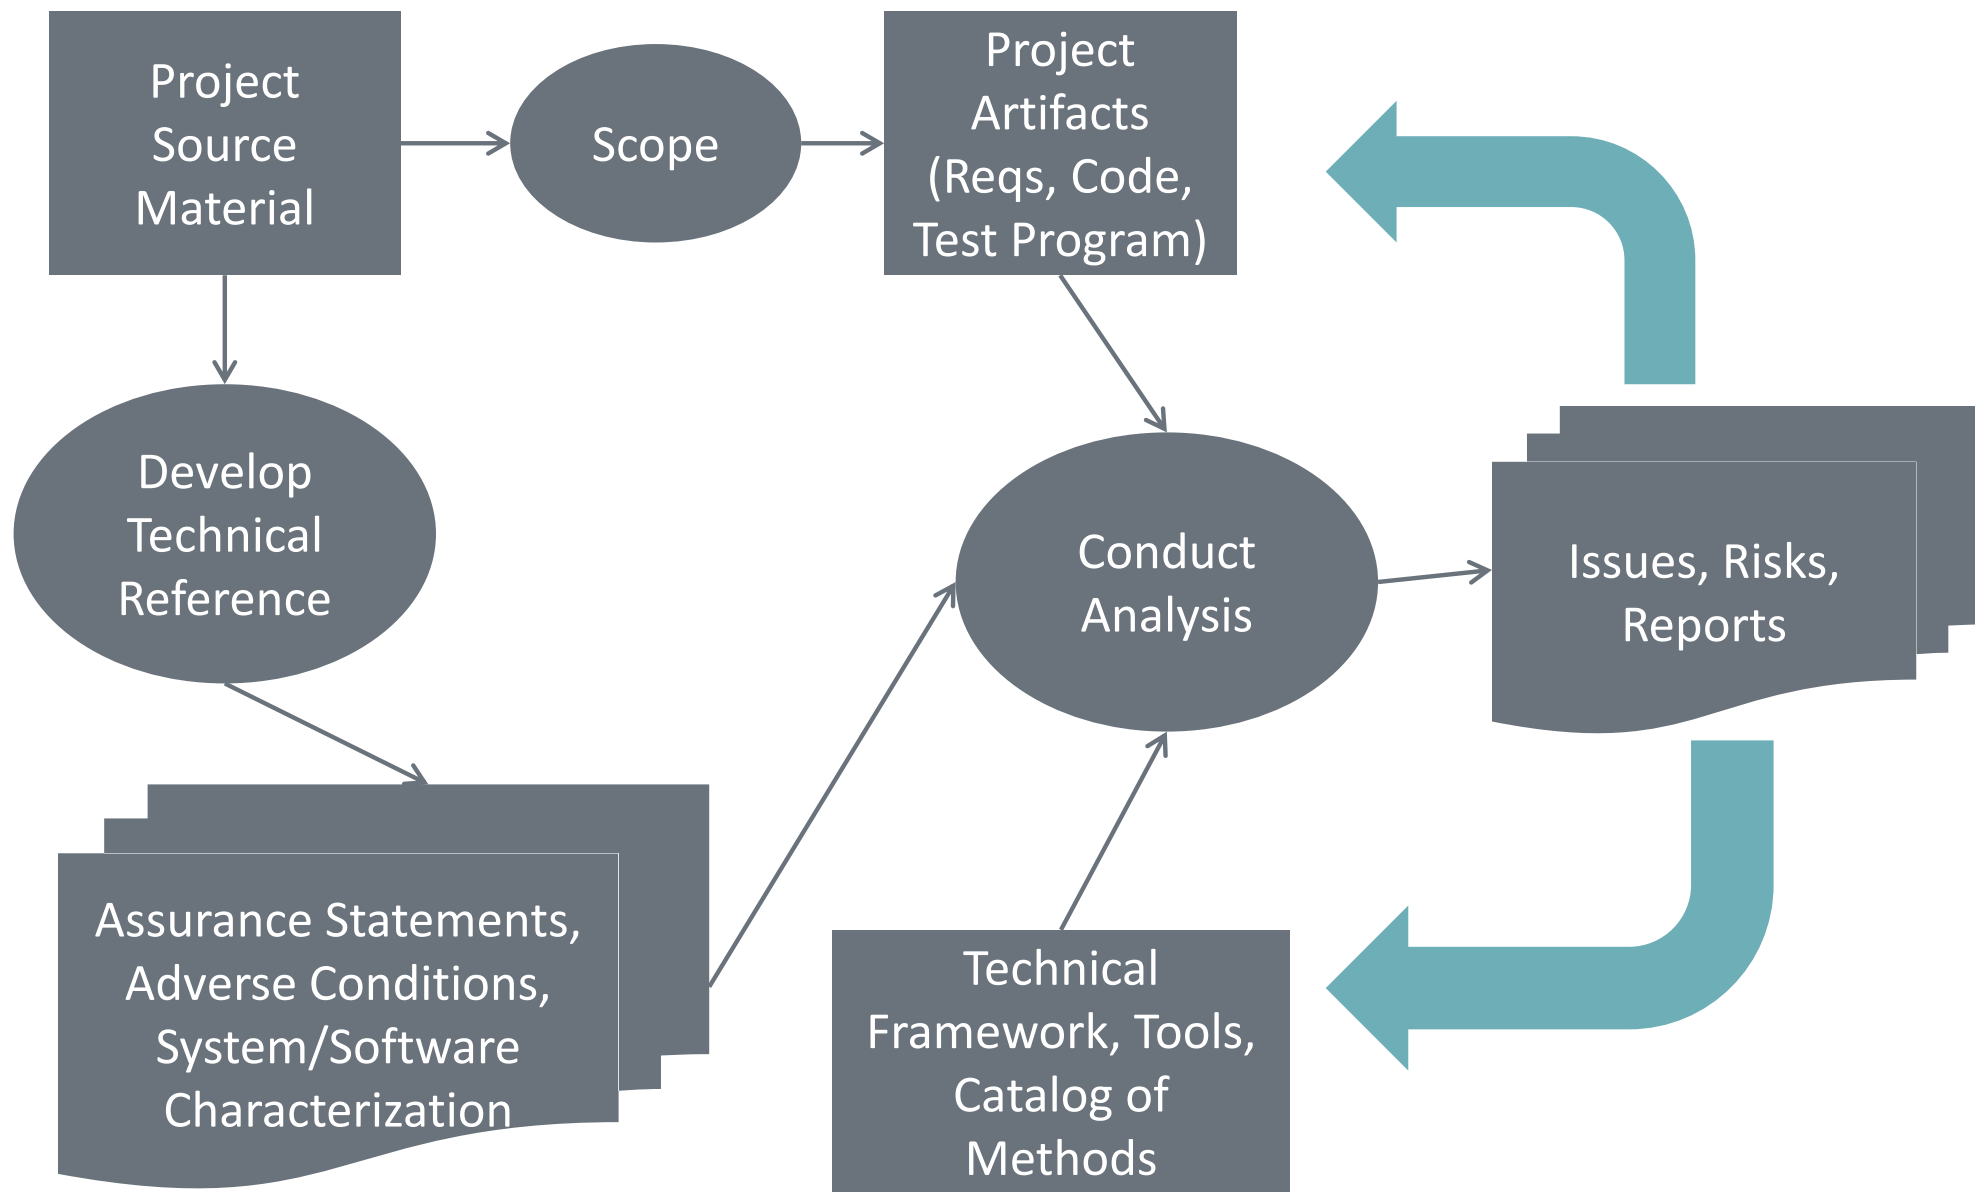 Project
Source
Material
Scope
Project
Artifacts
(Reqs, Code,
Test Program)
Develop
Technical
Reference
Conduct
Analysis
Issues, Risks,
Reports
Assurance Statements,
Adverse Conditions,
System/Software
Characterization
Technical
Framework, Tools,
Catalog of
Methods